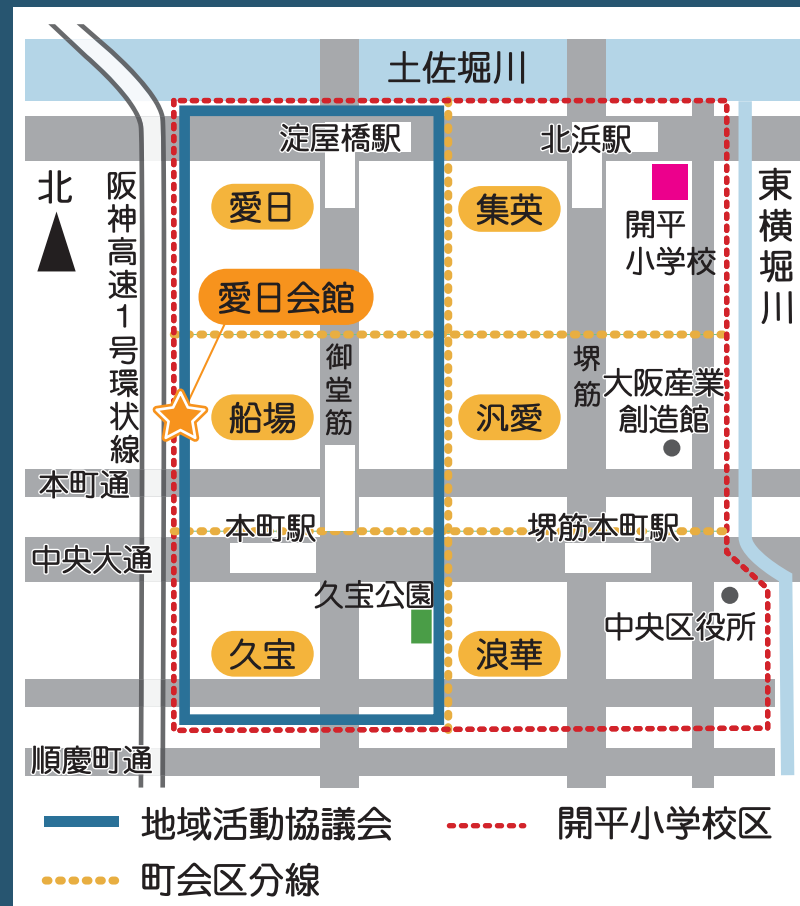 土佐堀川
淀屋橋駅
北浜駅
北
阪神高速1号環状線
愛日
集英
開平
小学校
東横堀川
愛日会館
御堂筋
堺筋
大阪産業
創造館
船場
汎愛
本町通
本町駅
堺筋本町駅
中央大通
久宝公園
中央区役所
久宝
浪華
順慶町通
地域活動協議会
開平小学校区
町会区分線